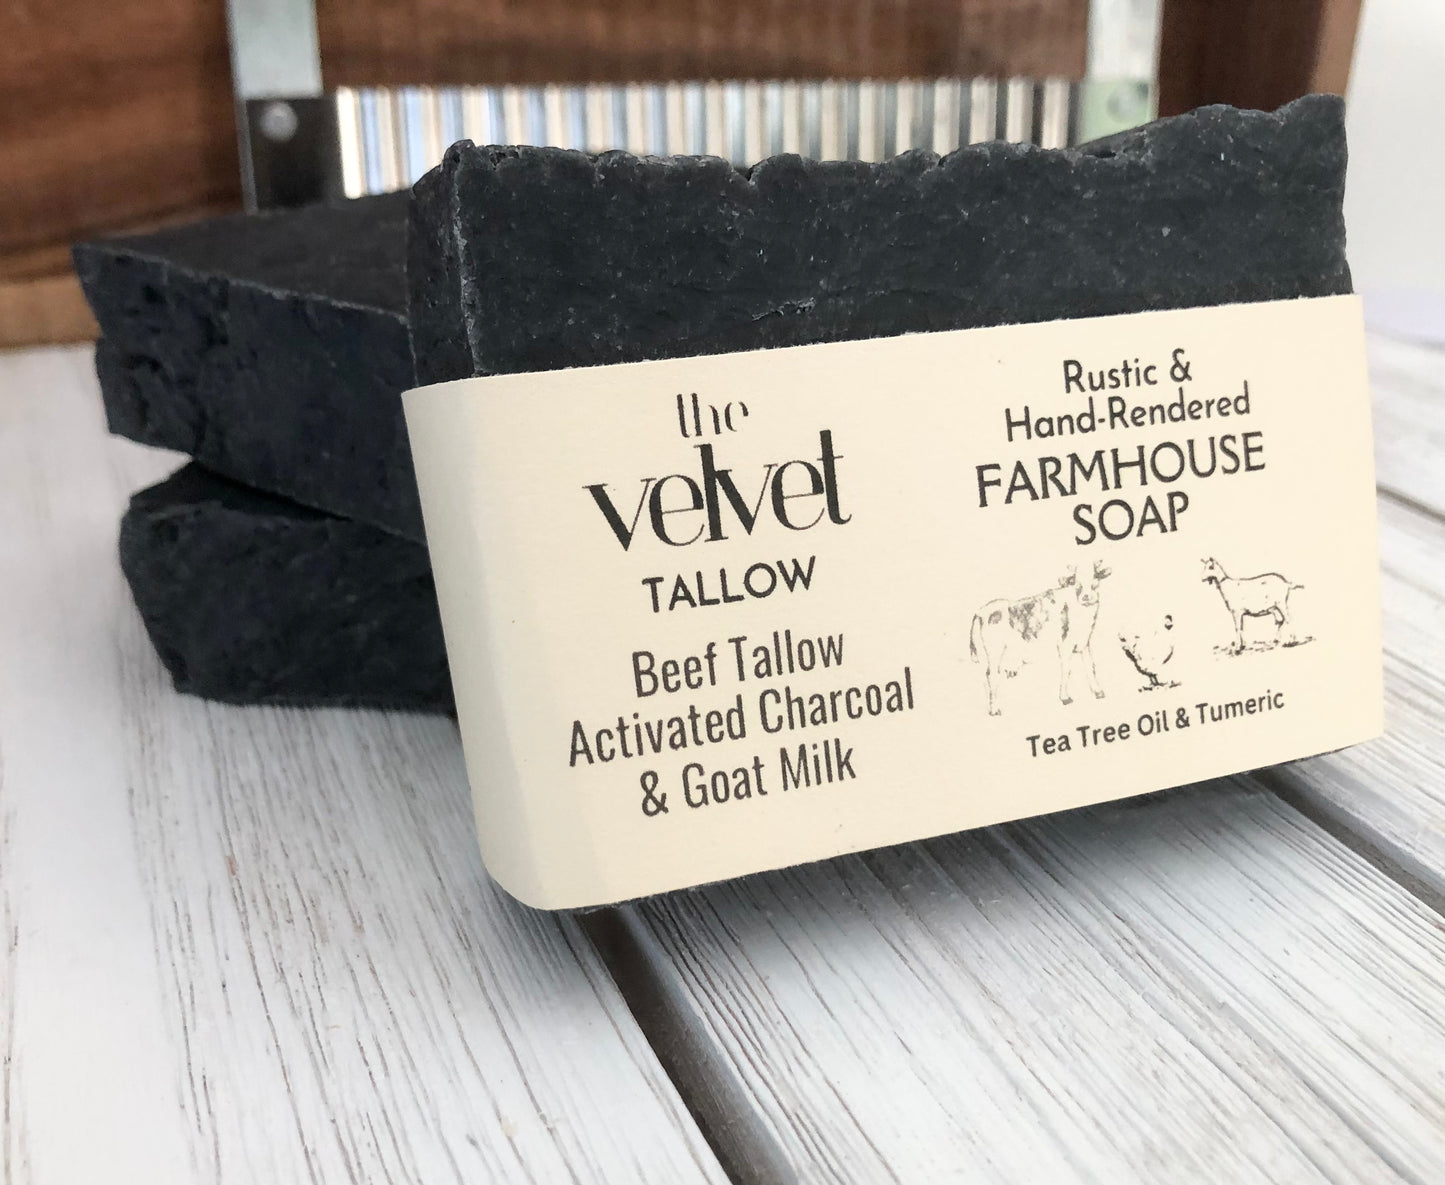 the
velvet
TALLOW
Beef Tallow
Activated Charcoal
& Goat Milk
Rustic &
Hand-Rendered
FARMHOUSE
SOAP
Tea Tree Oil & Tumeric